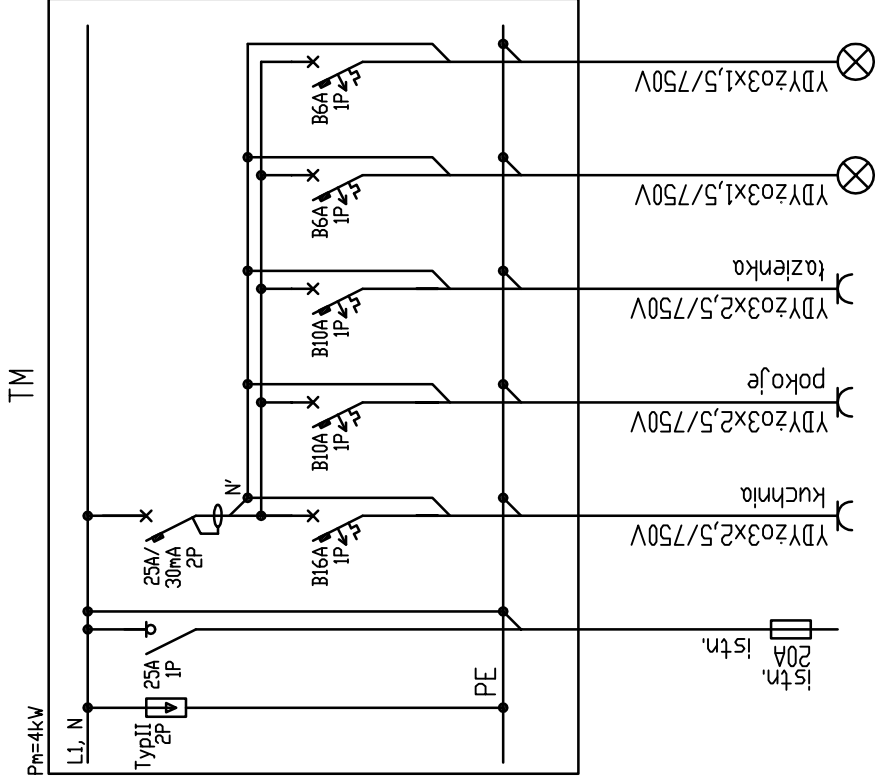 TM
Pm=4kW
L1, N
PE
N'
TypII
2P
25A
1P
25A/
30mA
2P
B16A
1P
B10A
1P
B10A
1P
B6A
1P
B6A
1P
istn.
20A
istn.
YDYżo3x2,5/750V
kuchnia
YDYżo3x2,5/750V
pokoje
YDYżo3x2,5/750V
łazienka
YDYżo3x1,5/750V
YDYżo3x1,5/750V